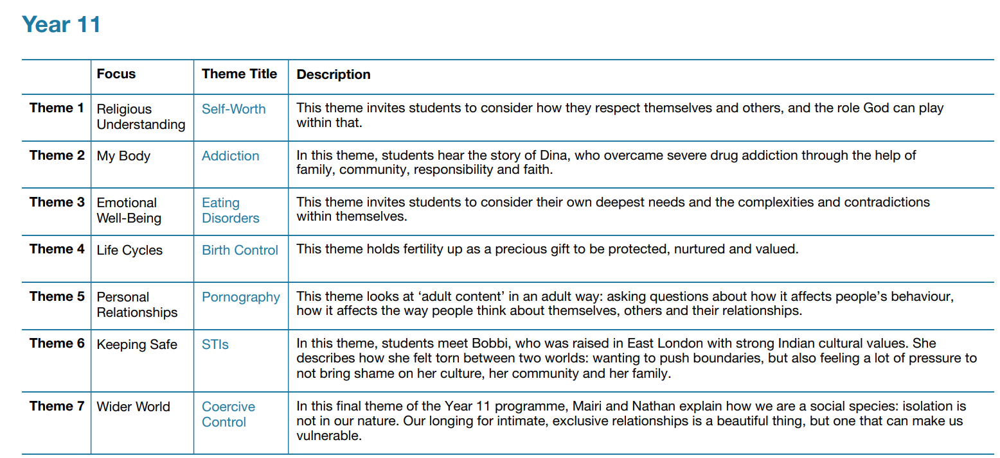 Year 11
Focus
Theme Title
Description
Theme 1
Religious
Understanding
Self-Worth
This theme invites students to consider how they respect themselves and others, and the role God can play
within that.
Theme 2
My Body
Addiction
In this theme, students hear the story of Dina, who overcame severe drug addiction through the help of
family, community, responsibility and faith.
Theme 3
Emotional
Well-Being
Eating
Disorders
This theme invites students to consider their own deepest needs and the complexities and contradictions
within themselves.
Theme 4
Life Cycles
Birth Control
This theme holds fertility up as a precious gift to be protected, nurtured and valued.
Theme 5
Personal
Relationships
Pornography
This theme looks at ‘adult content’ in an adult way: asking questions about how it affects people’s behaviour,
how it affects the way people think about themselves, others and their relationships.
Theme 6
Keeping Safe
STIs
In this theme, students meet Bobbi, who was raised in East London with strong Indian cultural values. She
describes how she felt torn between two worlds: wanting to push boundaries, but also feeling a lot of pressure to
not bring shame on her culture, her community and her family.
Theme 7
Wider World
Coercive
Control
In this final theme of the Year 11 programme, Mairi and Nathan explain how we are a social species: isolation is
not in our nature. Our longing for intimate, exclusive relationships is a beautiful thing, but one that can make us
vulnerable.